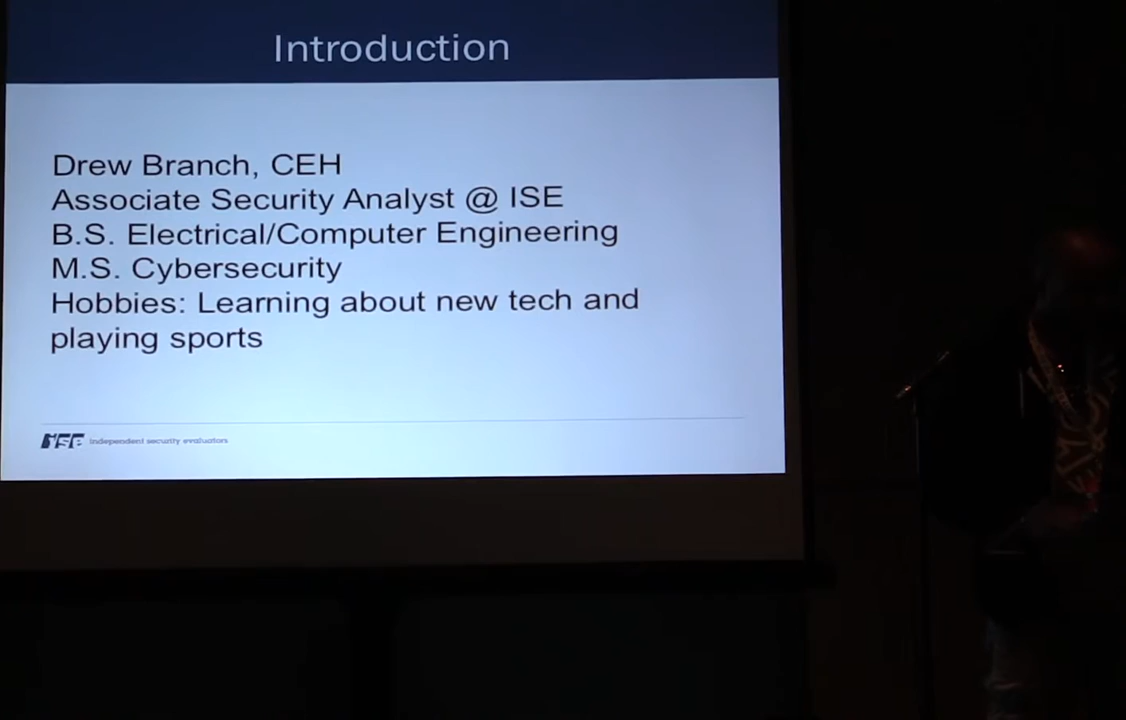 Introduction
Drew Branch, CEH
Associate Security Analyst @ ISE
B.S. Electrical/Computer Engineering
M.S. Cybersecurity
Hobbies: Learning about new tech and
playing sports
ise independent security evaluators